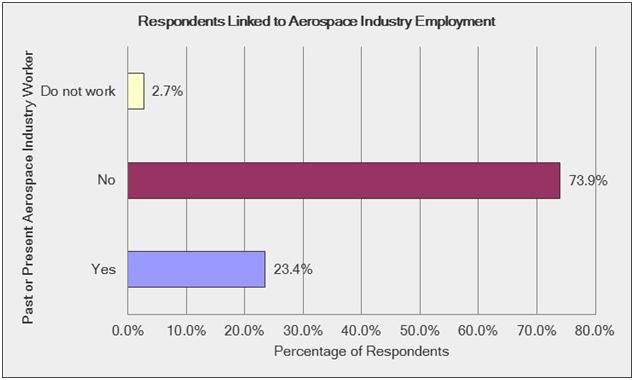 Respondents Linked to Aerospace Industry Employment
Past or Present Aerospace Industry Worker
Do not work
2.7%
No
73.9%
Yes
23.4%
0.0% 10.0% 20.0% 30.0% 40.0% 50.0% 60.0% 70.0% 80.0%
Percentage of Respondents